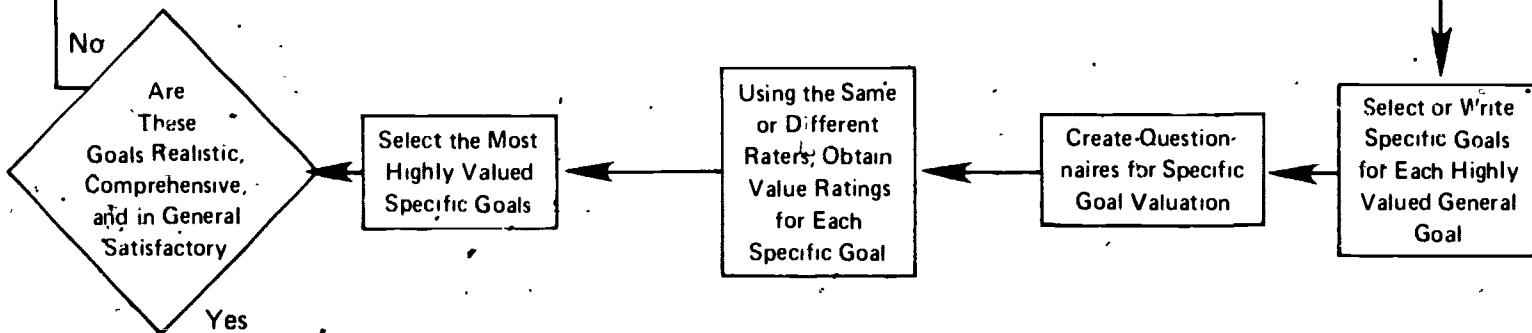 No
Are
These
Goals Realistic,
Comprehensive,
and in General
Satisfactory
Yes
Select the Most
Highly Valued
Specific Goals
Using the Same
or Different
Raters, Obtain
Value Ratings
for Each
Specific Goal
Create-Question-
naires for Specific
Goal Valuation
Select or Write
Specific Goals
for Each Highly
Valued General
Goal